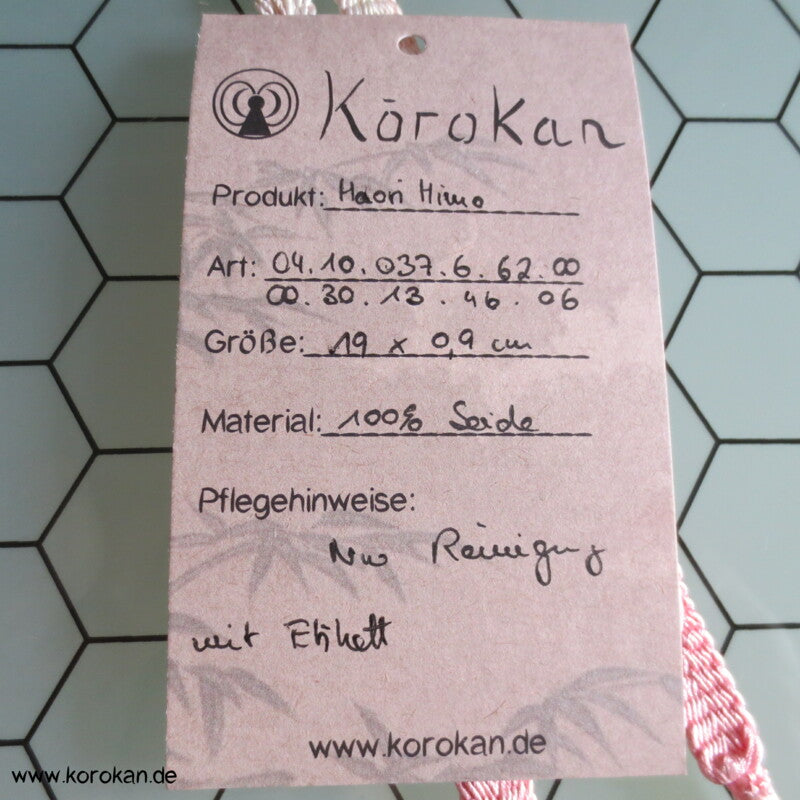 Kōrokan
Produkt: Haori Himo
Art: 04.10.037.6.62.00
00.30.13.46.06
Größe: 19 x 0,9 cm
Material: 100% Seide
Pflegehinweise:
Nur Reinigung
mit Etikett
www.korokan.de
www.korokan.de